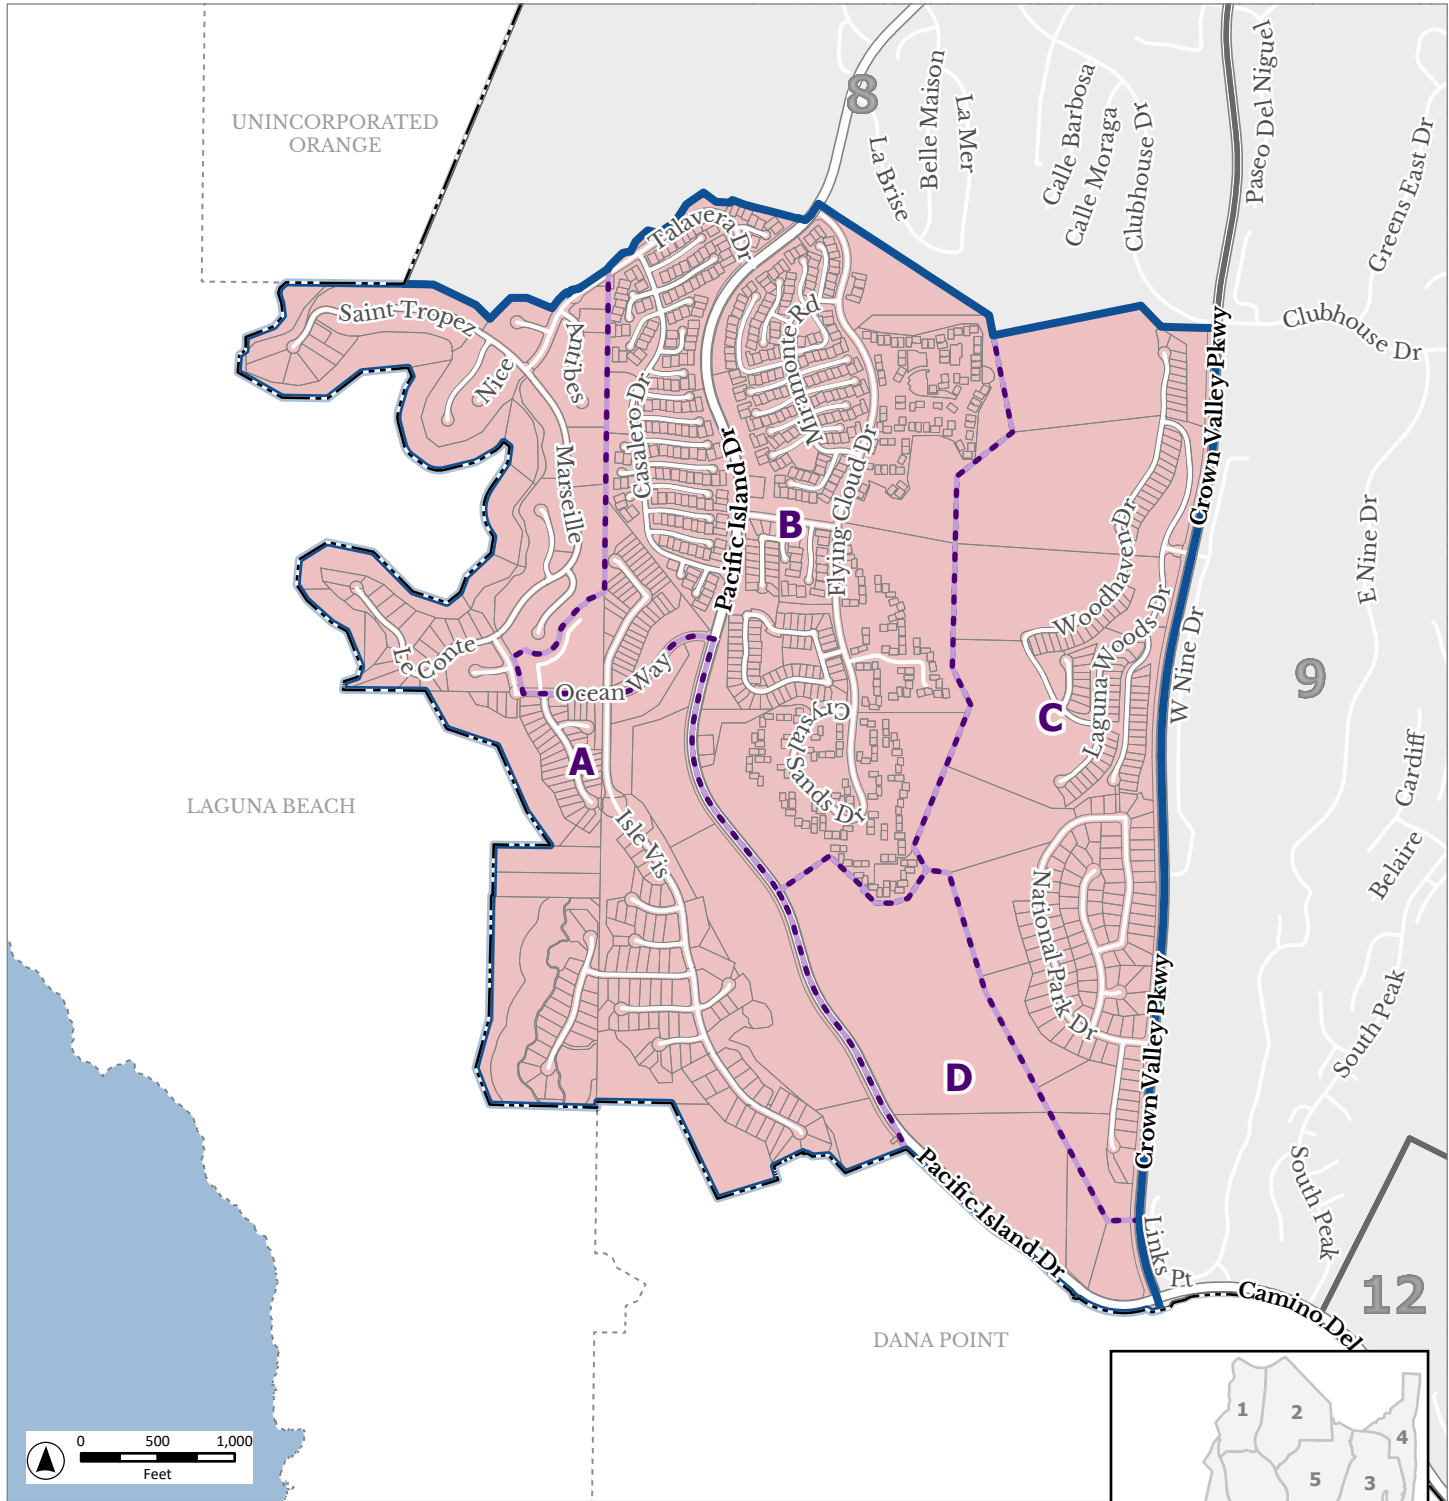 UNINCORPORATED
ORANGE
8
Belle Maison
La Mer
La Brise
Calle Barbosa
Calle Moraga
Clubhouse Dr
Paseo Del Niguel
Greens East Dr
Talavera Dr
Saint Tropez
Nice
Antibes
Miramonte Rd
Clubhouse Dr
Crown Valley Pkwy
Casalero Dr
Marseille
Pacific Island Dr
B
Flying Cloud Dr
Woodhaven Dr
E Nine Dr
Le Conte
Ocean Way
Laguna Woods Dr
W Nine Dr
9
C
Crystal Sands Dr
A
Cardiff
LAGUNA BEACH
Isle Vis
Belaire
National Park Dr
Crown Valley Pkwy
South Peak
D
South Peak
Pacific Island Dr
Links Pt
12
Camino Del
DANA POINT
0 500 1,000
Feet
1
2
4
5
3